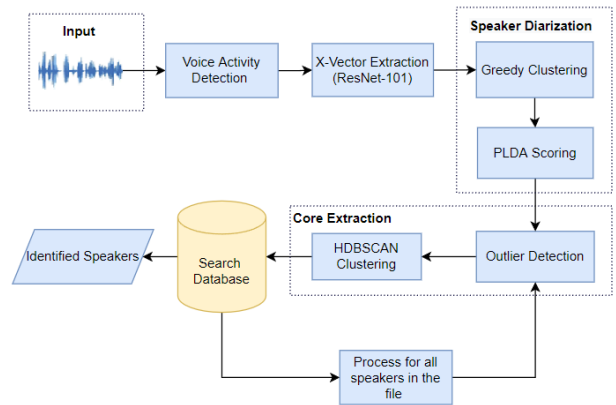 Input
Voice Activity
Detection
X-Vector Extraction
(ResNet-101)
Speaker Diarization
Greedy Clustering
PLDA Scoring
Core Extraction
Identified Speakers
Search
Database
HDBSCAN
Clustering
Outlier Detection
Process for all
speakers in the
file